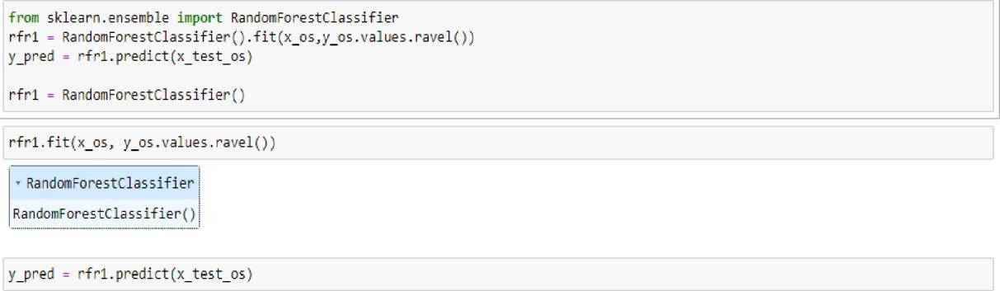 from sklearn.ensemble import RandomForestClassifier
rfr1 = RandomForestClassifier().fit(x_os,y_os.values.ravel())
y_pred = rfr1.predict(x_test_os)
rfr1 = RandomForestClassifier()
rfr1.fit(x_os, y_os.values.ravel())
▾ RandomForestClassifier
RandomForestClassifier()
y_pred = rfr1.predict(x_test_os)